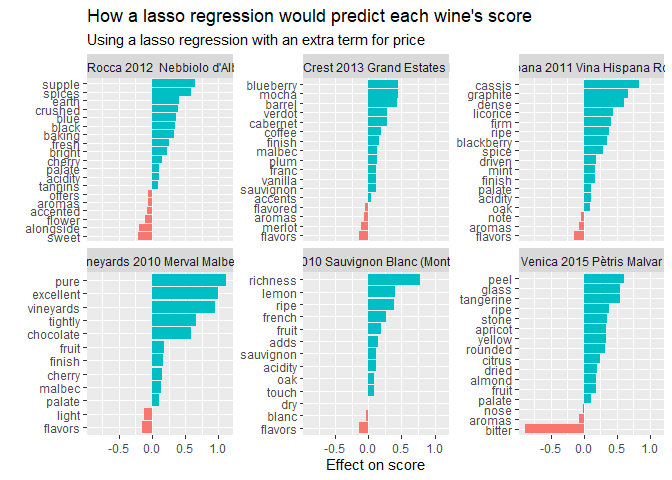 How a lasso regression would predict each wine's score
Using a lasso regression with an extra term for price
Rocca 2012 Nebbiolo d'Alb
supple
spices
earth
crushed
blue
black
baking
fresh
bright
cherry
palate
acidity
tannins
offers
aromas
accented
flower
alongside
sweet
Crest 2013 Grand Estates
blueberry
mocha
barrel
verdot
cabernet
coffee
finish
malbec
plum
franc
vanilla
sauvignon
accents
flavored
aromas
merlot
flavors
pana 2011 Vina Hispana Ro
cassis
graphite
dense
licorice
firm
ripe
blackberry
spice
driven
mint
finish
palate
acidity
oak
note
aromas
flavors
neyards 2010 Merval Malbe
pure
excellent
vineyards
tightly
chocolate
fruit
finish
cherry
malbec
palate
light
flavors
010 Sauvignon Blanc (Mont
richness
lemon
ripe
french
fruit
adds
sauvignon
acidity
oak
touch
dry
blanc
flavors
Venica 2015 Pètris Malvar
peel
glass
tangerine
ripe
stone
apricot
yellow
rounded
citrus
dried
almond
fruit
palate
nose
aromas
bitter
-0.5 0.0 0.5 1.0
-0.5 0.0 0.5 1.0
-0.5 0.0 0.5 1.0
Effect on score